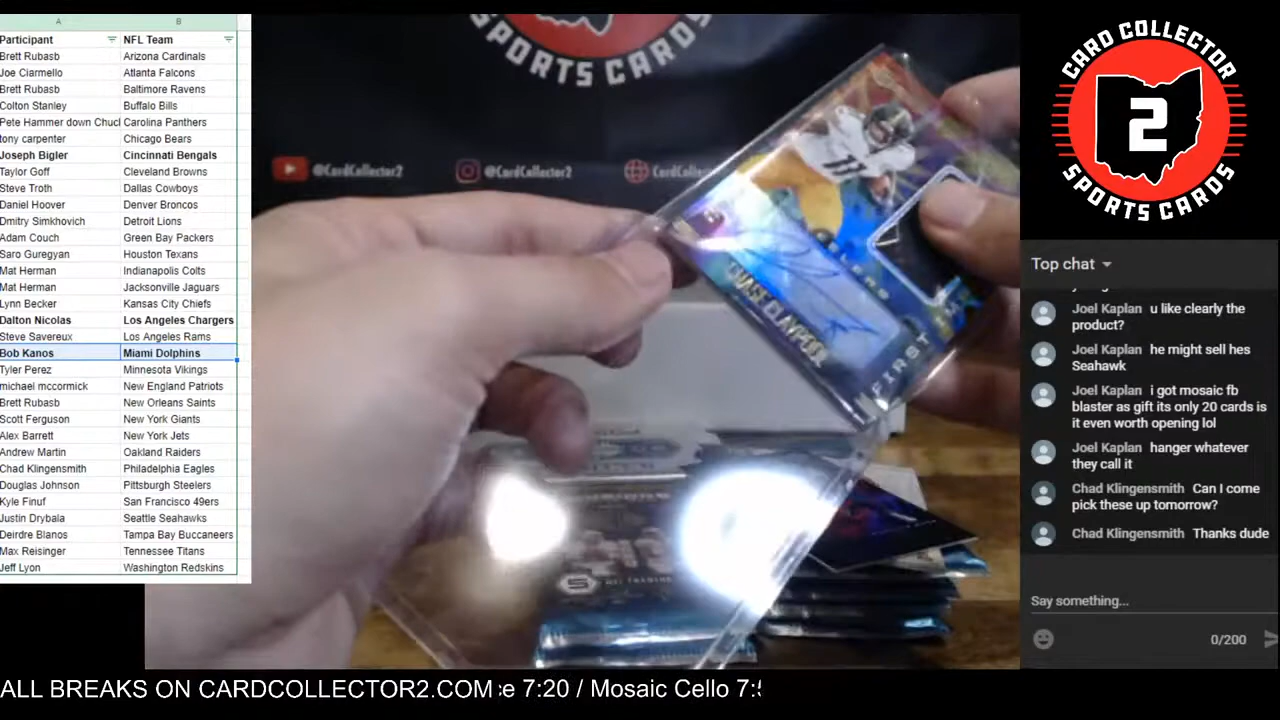 A B
Participant NFL Team
Brett Rubasb Arizona Cardinals
Joe Ciarmello Atlanta Falcons
Brett Rubasb Baltimore Ravens
Colton Stanley Buffalo Bills
Pete Hammer down Chucl Carolina Panthers
tony carpenter Chicago Bears
Joseph Bigler Cincinnati Bengals
Taylor Goff Cleveland Browns
Steve Troth Dallas Cowboys
Daniel Hoover Denver Broncos
Dmitry Simkhovich Detroit Lions
Adam Couch Green Bay Packers
Saro Guregyan Houston Texans
Mat Herman Indianapolis Colts
Mat Herman Jacksonville Jaguars
Lynn Becker Kansas City Chiefs
Dalton Nicolas Los Angeles Chargers
Steve Savereux Los Angeles Rams
Bob Kanos Miami Dolphins
Tyler Perez Minnesota Vikings
michael mccormick New England Patriots
Brett Rubasb New Orleans Saints
Scott Ferguson New York Giants
Alex Barrett New York Jets
Andrew Martin Oakland Raiders
Chad Klingensmith Philadelphia Eagles
Douglas Johnson Pittsburgh Steelers
Kyle Finuf San Francisco 49ers
Justin Drybala Seattle Seahawks
Deirdre Blanos Tampa Bay Buccaneers
Max Reisinger Tennessee Titans
Jeff Lyon Washington Redskins
SPORTS CARDS
@CardCollector2 @CardCollector2
11
CHASE CLAYPOOL
FIRST
CARD COLLECTOR
2
SPORTS CARDS
Top chat
Joel Kaplan u like clearly the
product?
Joel Kaplan he might sell hes
Seahawk
Joel Kaplan i got mosaic fb
blaster as gift its only 20 cards is
it even worth opening lol
Joel Kaplan hanger whatever
they call it
Chad Klingensmith Can I come
pick these up tomorrow?
Chad Klingensmith Thanks dude
Say something...
0/200
ALL BREAKS ON CARDCOLLECTOR2.COM :e 7:20 / Mosaic Cello 7: